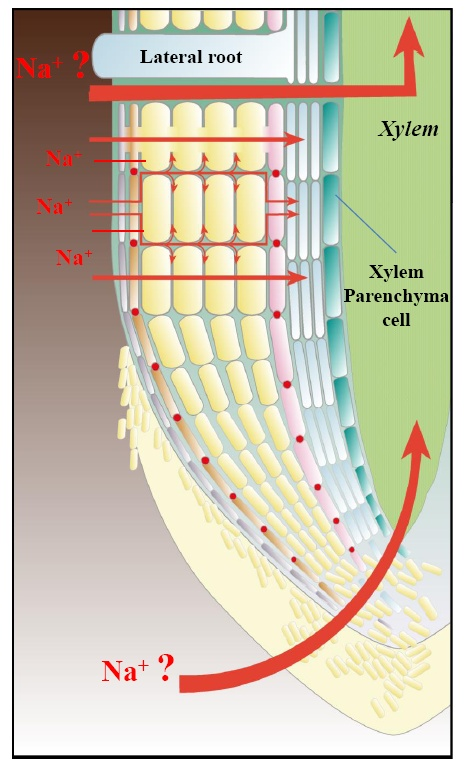 Lateral root
Na⁺ ?
Xylem
Na⁺
Na⁺
Na⁺
Xylem
Parenchyma
cell
Na⁺ ?